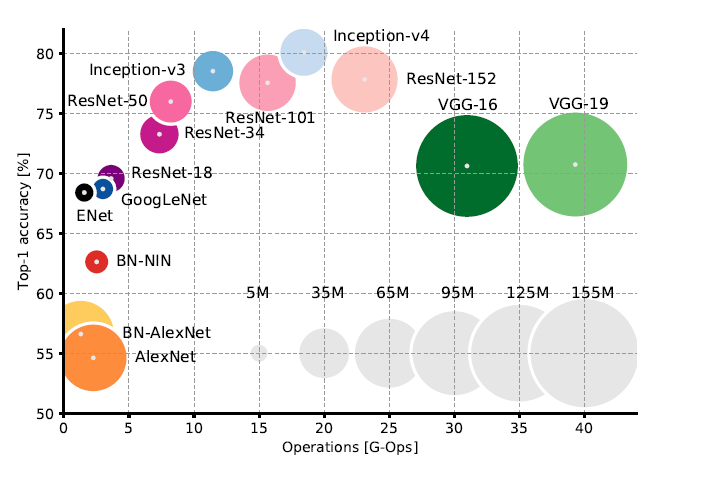 Inception-v4
80
Inception-v3
ResNet-152
ResNet-50
VGG-16
VGG-19
75
ResNet-101
ResNet-34
70
ResNet-18
GoogLeNet
ENet
Top-1 accuracy [%]
65
BN-NIN
60
5M
35M
65M
95M
125M
155M
BN-AlexNet
55
AlexNet
50
0
5
10
15
20
25
30
35
40
Operations [G-Ops]